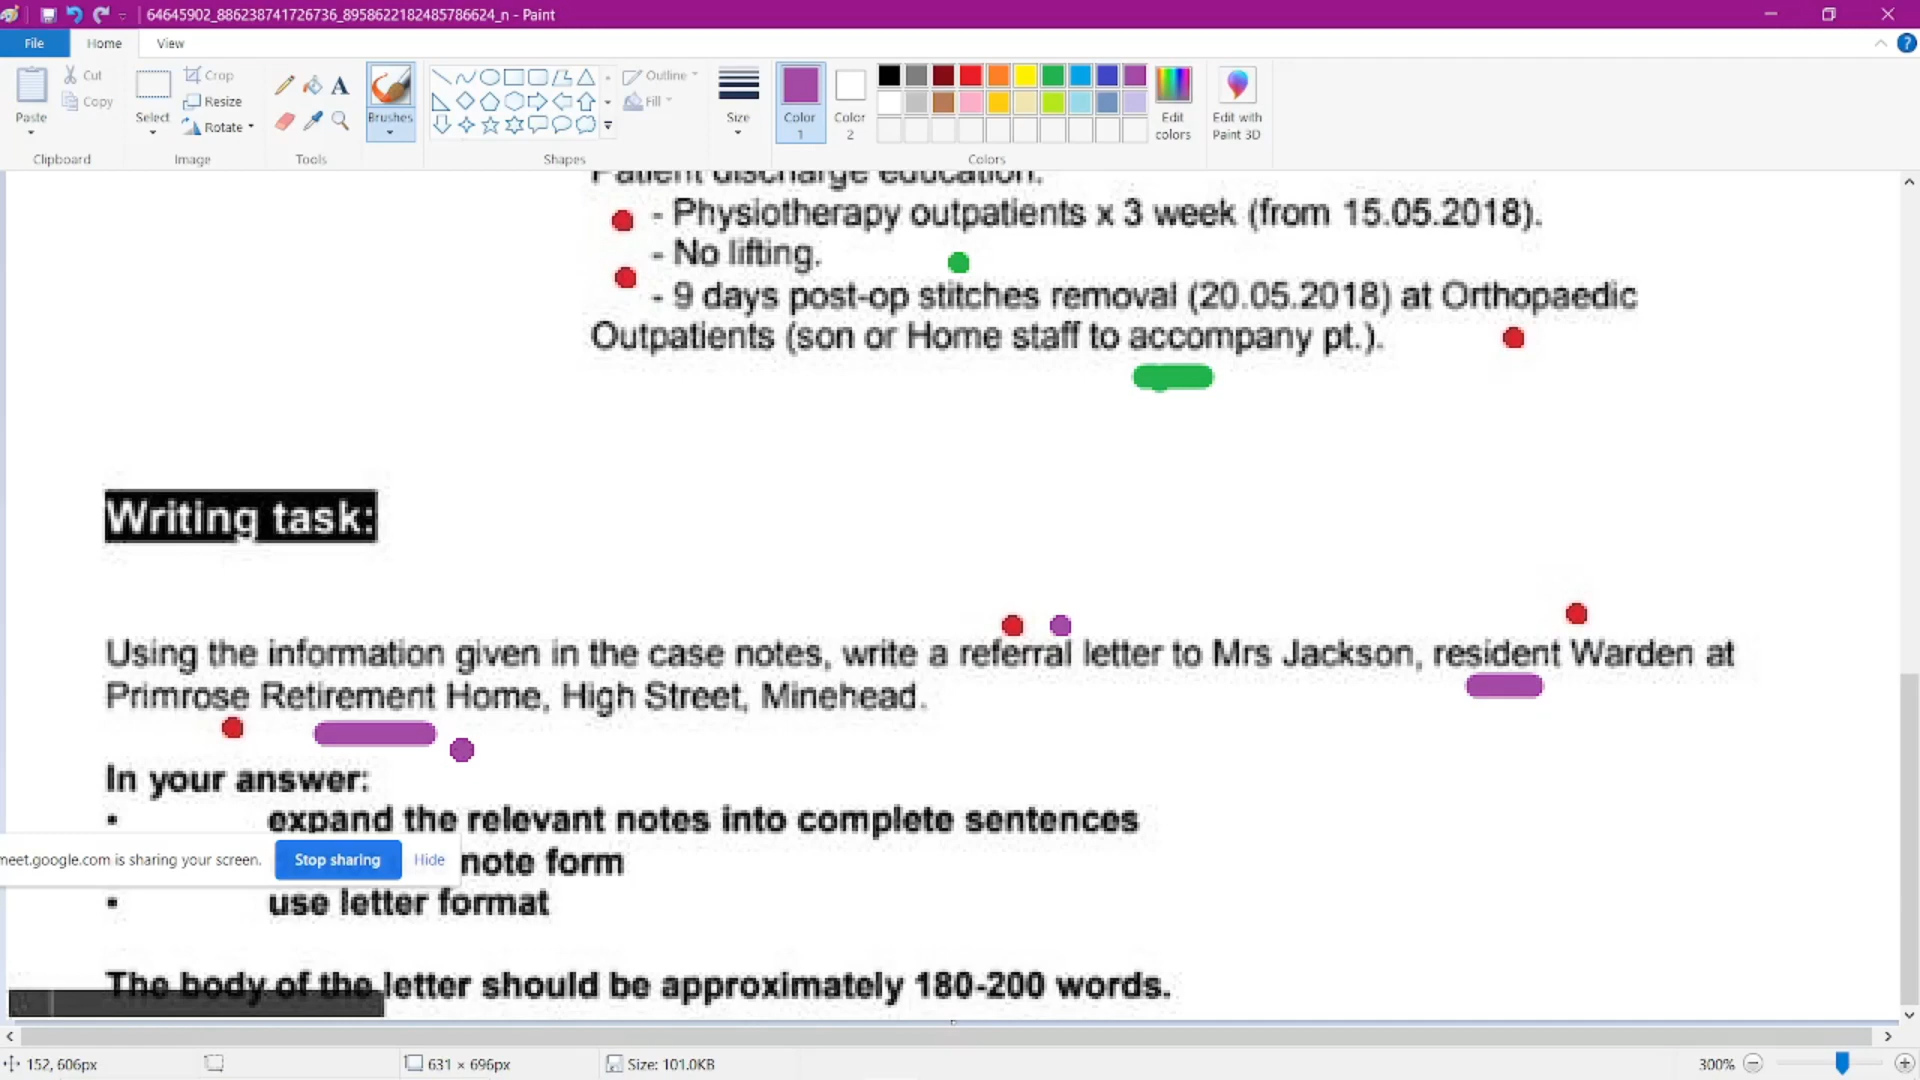 64645902_886238741726736_8958622182485786624_n - Paint
File Home View
Paste
Cut
Copy
Clipboard
Select
Crop
Resize
Rotate
Image
Tools
Brushes
Shapes
Outline
Fill
Size
Color 1
Color 2
Edit colors
Edit with Paint 3D
Colors
Patient discharge education:
- Physiotherapy outpatients x 3 week (from 15.05.2018).
- No lifting.
- 9 days post-op stitches removal (20.05.2018) at Orthopaedic
Outpatients (son or Home staff to accompany pt.).
Writing task:
Using the information given in the case notes, write a referral letter to Mrs Jackson, resident Warden at
Primrose Retirement Home, High Street, Minehead.
In your answer:
• expand the relevant notes into complete sentences
meet.google.com is sharing your screen. Stop sharing Hide
note form
• use letter format
The body of the letter should be approximately 180-200 words.
152, 606px 631 × 696px Size: 101.0KB 300%